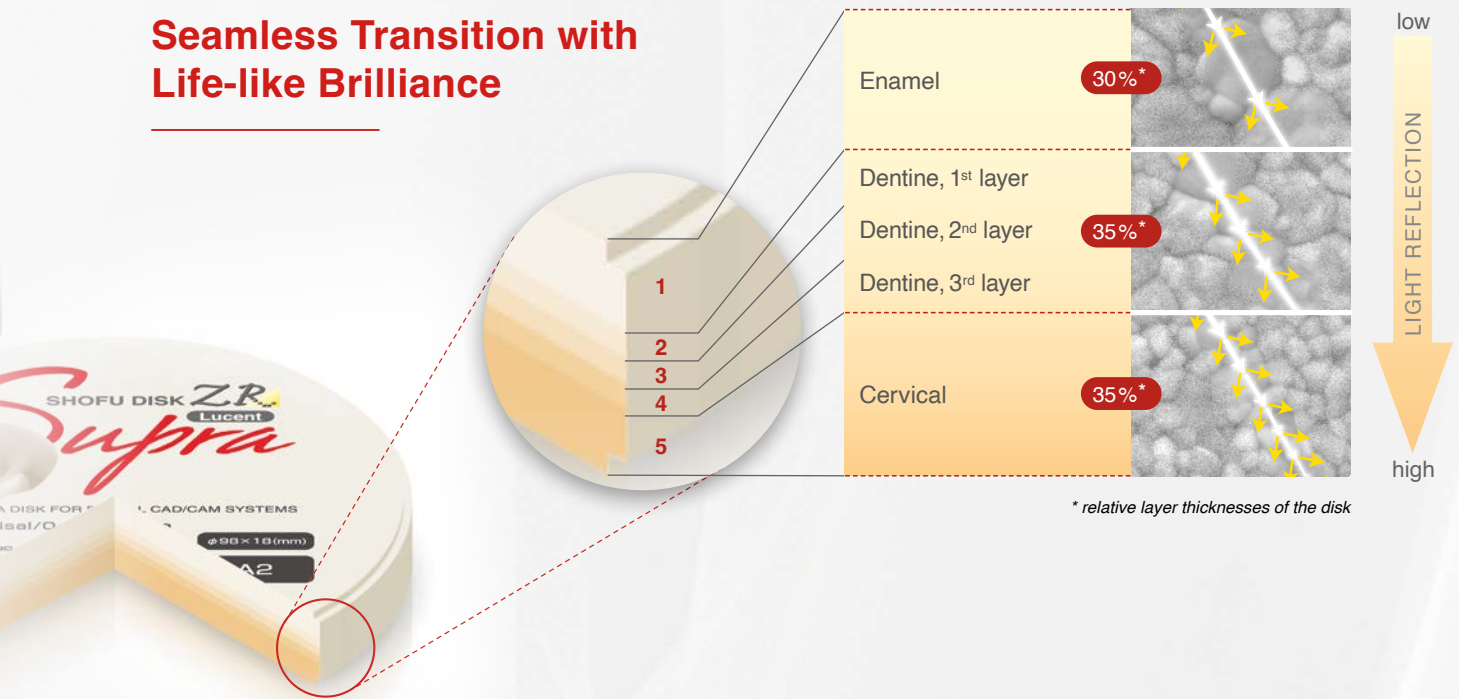 Seamless Transition with
Life-like Brilliance
Enamel
30%*
Dentine, 1st layer
Dentine, 2nd layer
35%*
Dentine, 3rd layer
Cervical
35%*
* relative layer thicknesses of the disk
low
LIGHT REFLECTION
high
1
2
3
4
5
SHOFU DISK ZR
Lucent
Supra
A DISK FOR
CAD/CAM SYSTEMS
φ98×18(mm)
A2